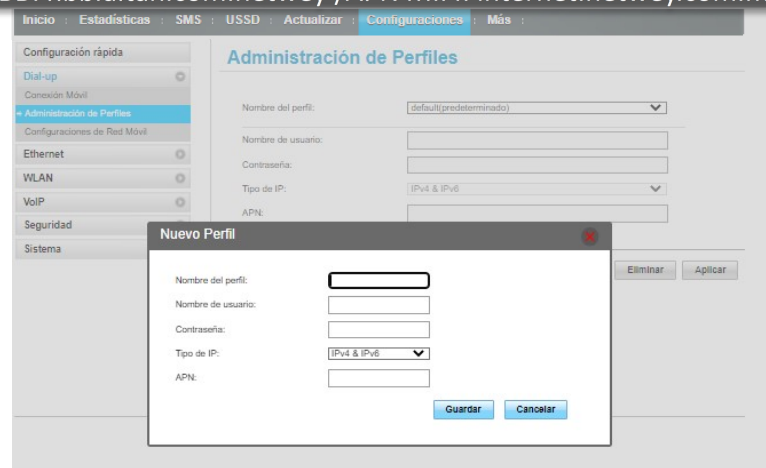 Inicio : Estadísticas : SMS : USSD : Actualizar : Configuraciones : Más :
Configuración rápida
Dial-up
Conexión Móvil
Administración de Perfiles
Configuraciones de Red Móvil
Ethernet
WLAN
VoIP
Seguridad
Sistema
Administración de Perfiles
Nombre del perfil: default(predeterminado)
Nombre de usuario:
Contraseña:
Tipo de IP: IPv4 & IPv6
APN:
Eliminar Aplicar
Nuevo Perfil
Nombre del perfil:
Nombre de usuario:
Contraseña:
Tipo de IP: IPv4 & IPv6
APN:
Guardar Cancelar